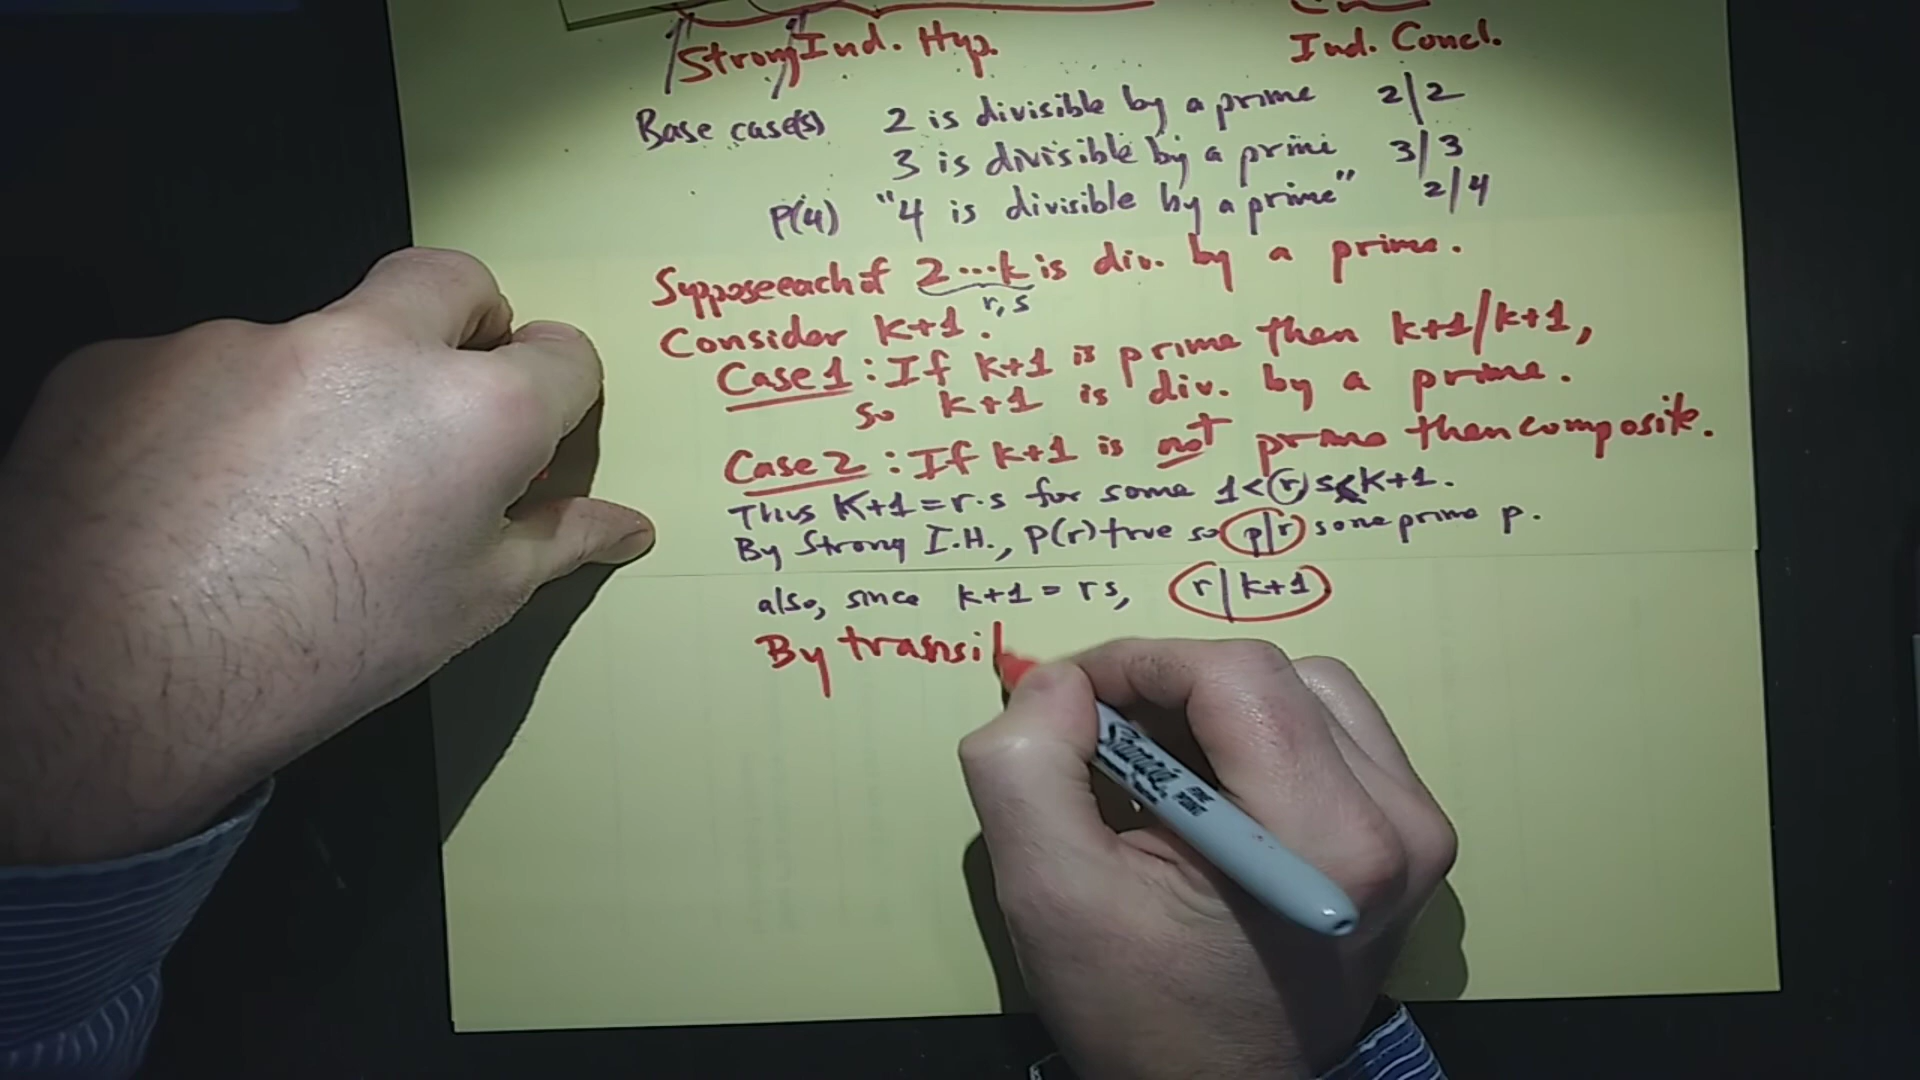 Strong Ind. Hyp. Ind. Concl.
Base case(s) 2 is divisible by a prime 2|2
3 is divisible by a prime 3|3
P(4) "4 is divisible by a prime" 2|4
Suppose each of 2...k is div. by a prime.
r, s
Consider k+1.
Case 1: If k+1 is prime then k+1/k+1,
so k+1 is div. by a prime.
Case 2: If k+1 is not prime then composite.
Thus K+1=r·s for some 1<r,s<K+1.
By Strong I.H., P(r) true so p|r some prime p.
also, since k+1 = rs, r|k+1
By transit
Sharpie
FINE POINT